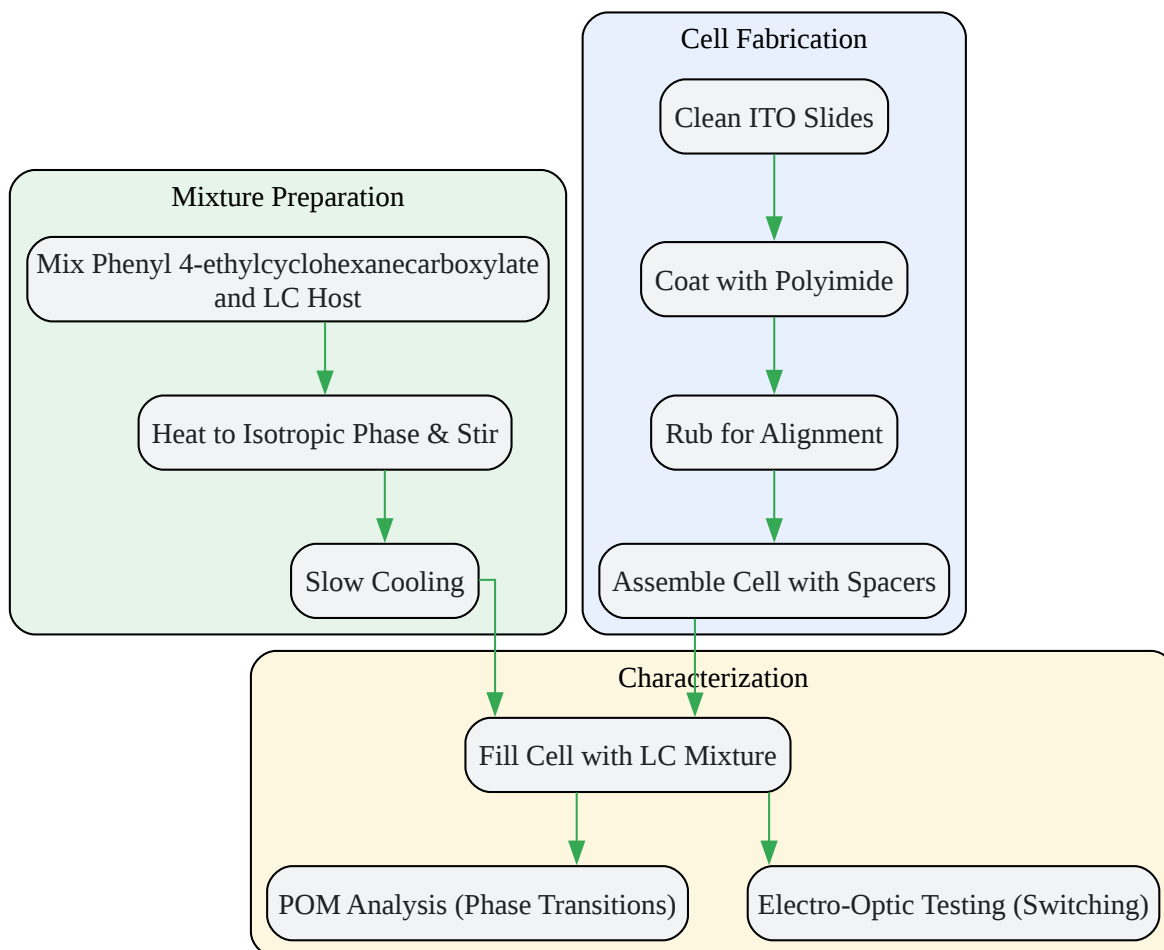 Mixture Preparation
Mix Phenyl 4-ethylcyclohexanecarboxylate
and LC Host
Heat to Isotropic Phase & Stir
Slow Cooling
Cell Fabrication
Clean ITO Slides
Coat with Polyimide
Rub for Alignment
Assemble Cell with Spacers
Characterization
Fill Cell with LC Mixture
POM Analysis (Phase Transitions)
Electro-Optic Testing (Switching)